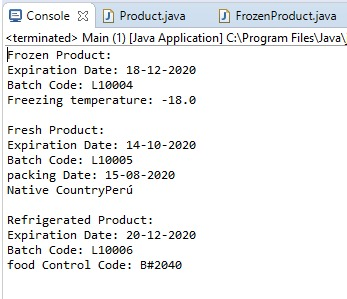 Console
Product.java
FrozenProduct.java
<terminated> Main (1) [Java Application] C:\Program Files\Java\
Frozen Product:
Expiration Date: 18-12-2020
Batch Code: L10004
Freezing temperature: -18.0
Fresh Product:
Expiration Date: 14-10-2020
Batch Code: L10005
packing Date: 15-08-2020
Native CountryPerú
Refrigerated Product:
Expiration Date: 20-12-2020
Batch Code: L10006
food Control Code: B#2040